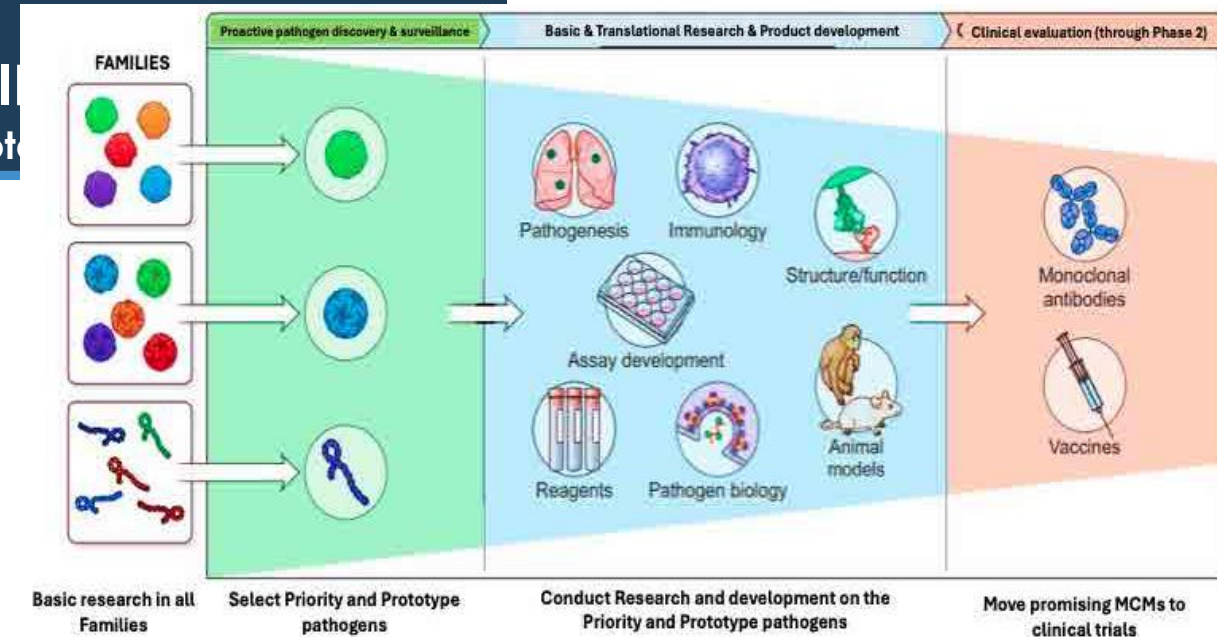 Proactive pathogen discovery & surveillance
Basic & Translational Research & Product development
( Clinical evaluation (through Phase 2)
FAMILIES
Pathogenesis
Immunology
Structure/function
Monoclonal
antibodies
Assay development
Vaccines
Animal
models
Reagents
Pathogen biology
Basic research in all
Families
Select Priority and Prototype
pathogens
Conduct Research and development on the
Priority and Prototype pathogens
Move promising MCMs to
clinical trials